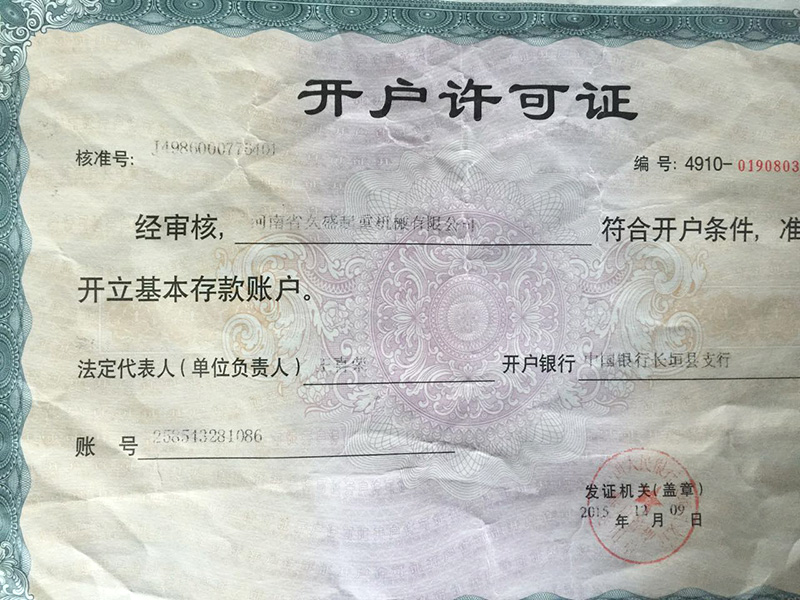 开户许可证
核准号: J4986000775401
编号: 4910-0190803
经审核, 河南省久盛起重机械有限公司 符合开户条件, 准
开立基本存款账户。
法定代表人(单位负责人) 开户银行 中国银行长垣县支行
账 号 258543281086
发证机关(盖章)
2015 年 11 月 09 日